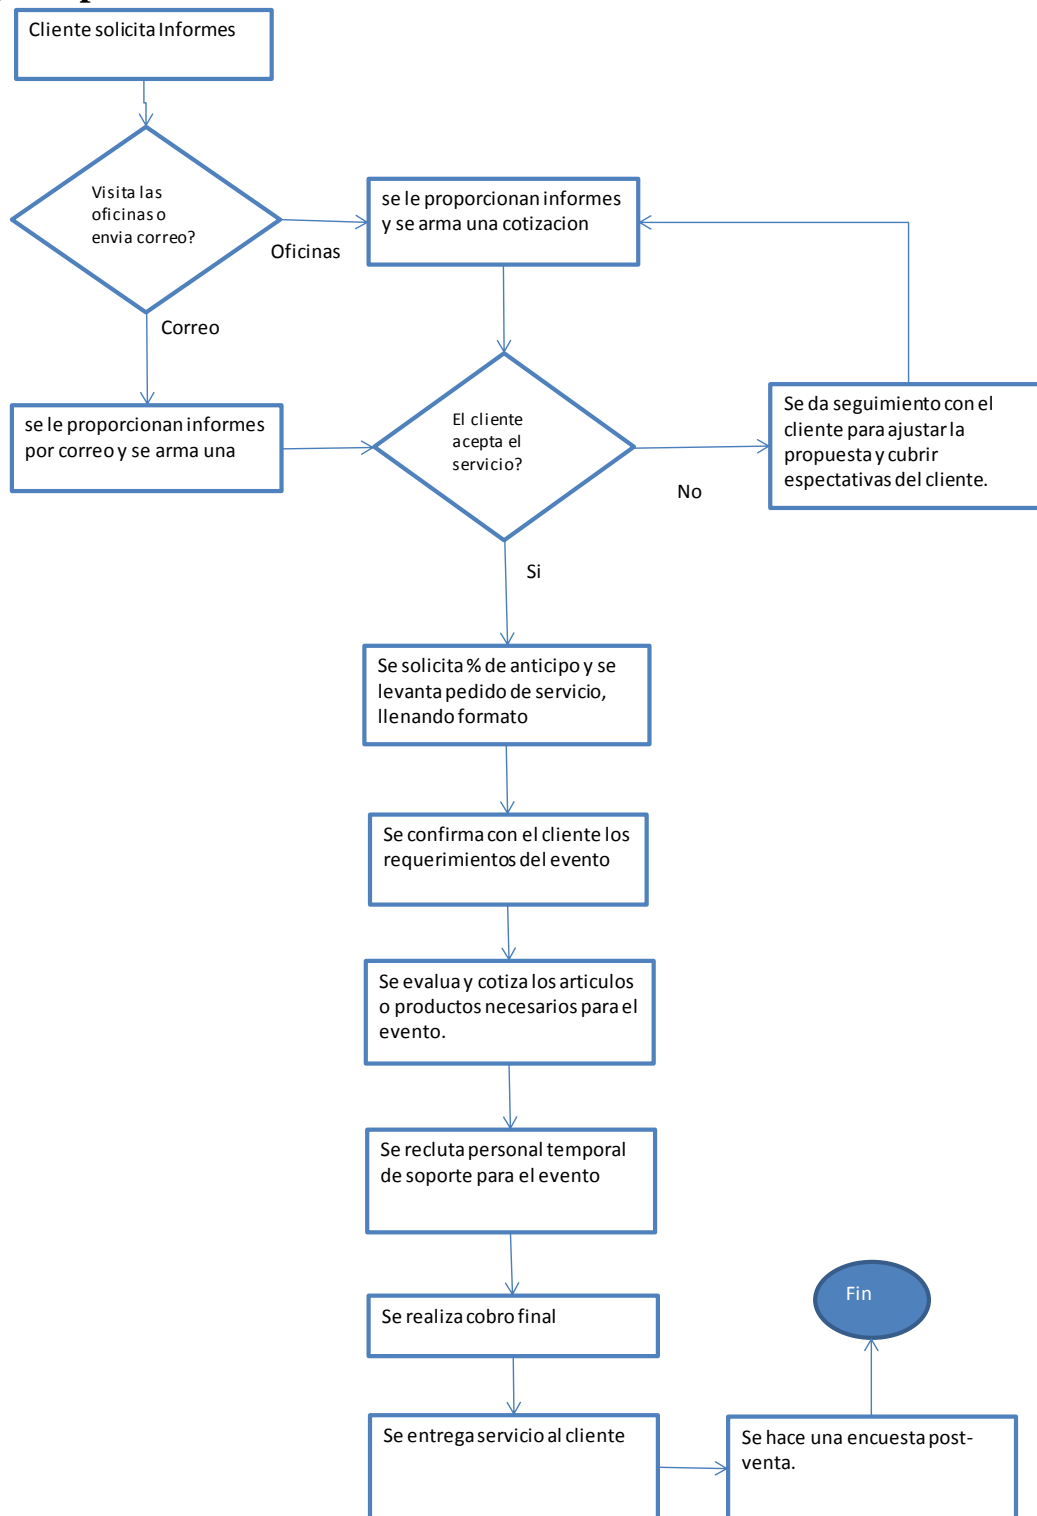 Cliente solicita Informes
Visita las
oficinas o
envia correo?
Oficinas
Correo
se le proporcionan informes
y se arma una cotizacion
se le proporcionan informes
por correo y se arma una
El cliente
acepta el
servicio?
No
Se da seguimiento con el
cliente para ajustar la
propuesta y cubrir
espectativas del cliente.
Si
Se solicita % de anticipo y se
levanta pedido de servicio,
llenando formato
Se confirma con el cliente los
requerimientos del evento
Se evalua y cotiza los articulos
o productos necesarios para el
evento.
Se recluta personal temporal
de soporte para el evento
Se realiza cobro final
Se entrega servicio al cliente
Se hace una encuesta post-
venta.
Fin